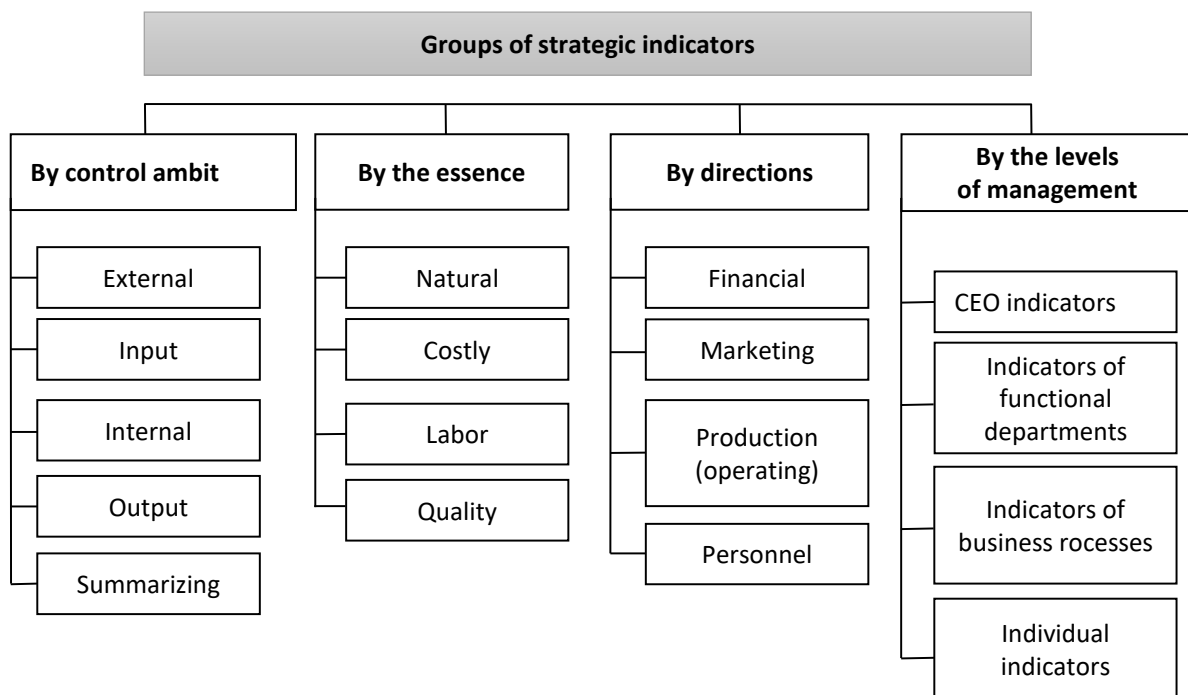 Groups of strategic indicators
By control ambit
External
Input
Internal
Output
Summarizing
By the essence
Natural
Costly
Labor
Quality
By directions
Financial
Marketing
Production
(operating)
Personnel
By the levels
of management
CEO indicators
Indicators of
functional
departments
Indicators of
business rocesses
Individual
indicators